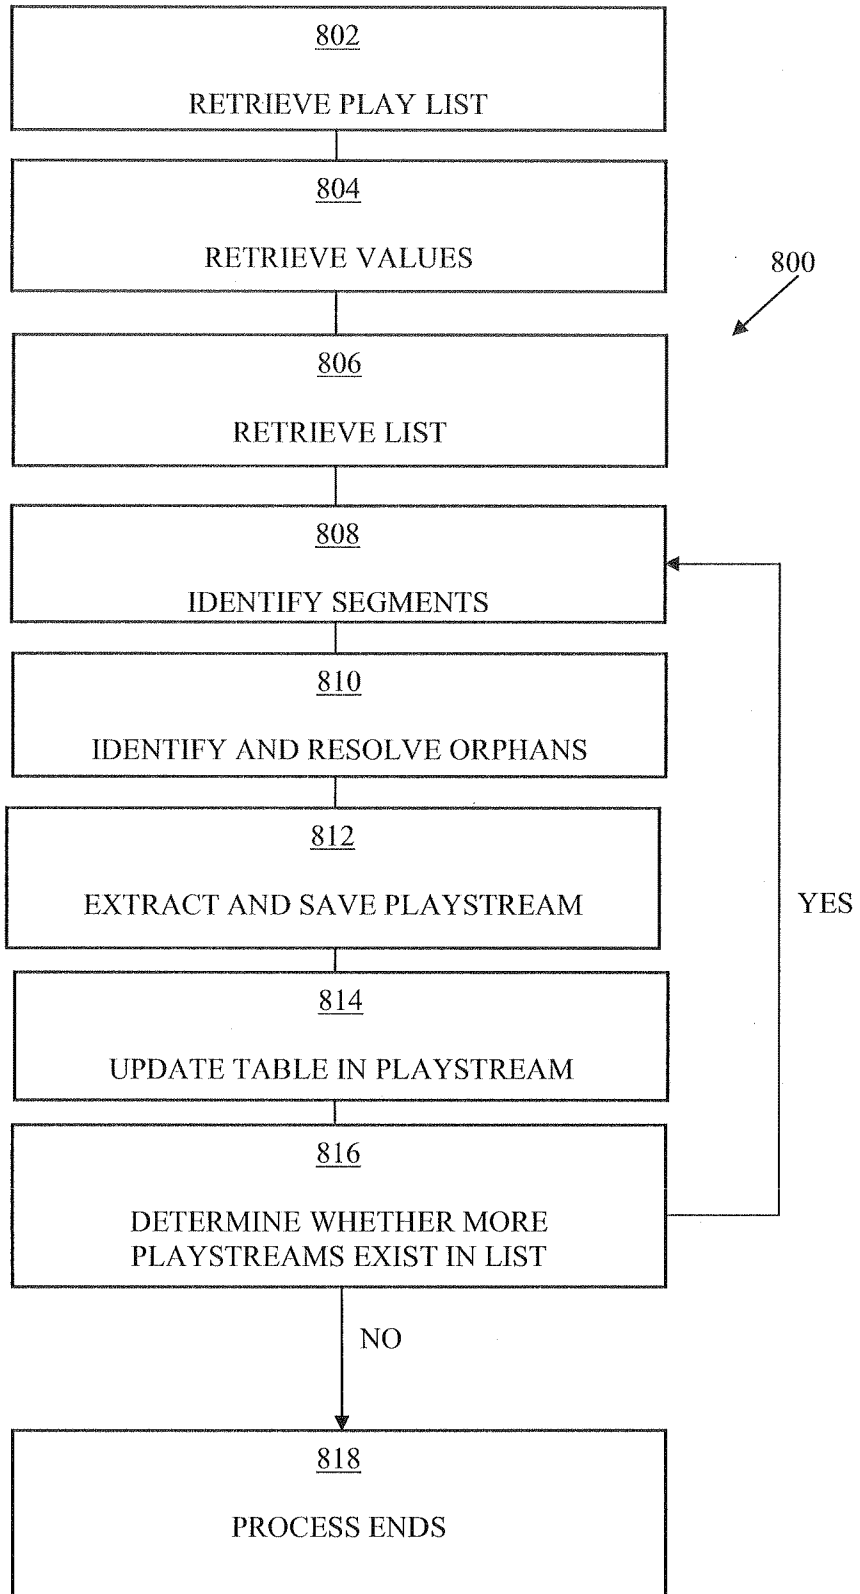 802
RETRIEVE PLAY LIST
804
RETRIEVE VALUES
800
806
RETRIEVE LIST
808
IDENTIFY SEGMENTS
810
IDENTIFY AND RESOLVE ORPHANS
812
EXTRACT AND SAVE PLAYSTREAM
YES
814
UPDATE TABLE IN PLAYSTREAM
816
DETERMINE WHETHER MORE
PLAYSTREAMS EXIST IN LIST
NO
818
PROCESS ENDS